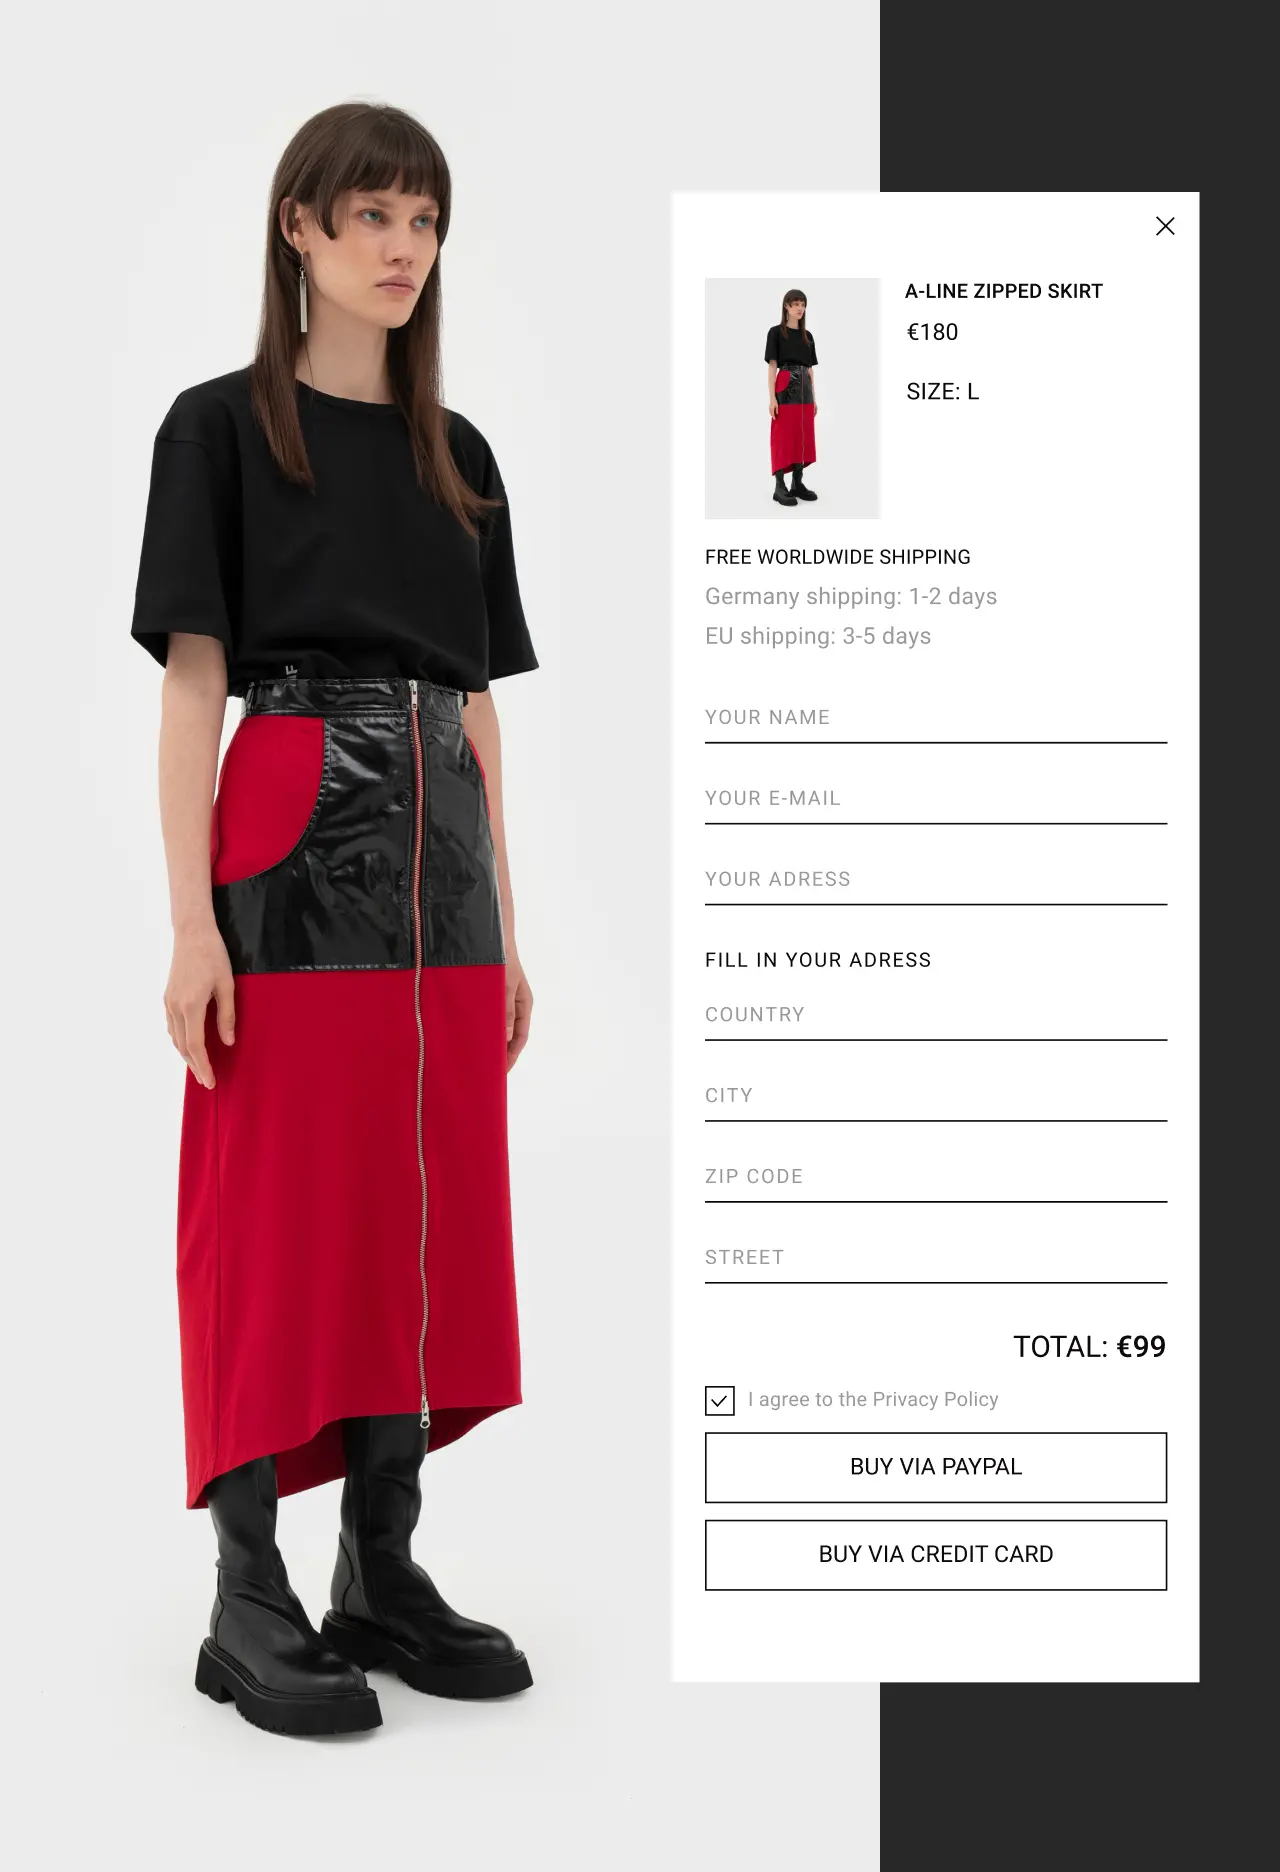 A-LINE ZIPPED SKIRT
€180
SIZE: L
FREE WORLDWIDE SHIPPING
Germany shipping: 1-2 days
EU shipping: 3-5 days
YOUR NAME
YOUR E-MAIL
YOUR ADRESS
FILL IN YOUR ADRESS
COUNTRY
CITY
ZIP CODE
STREET
TOTAL: €99
I agree to the Privacy Policy
BUY VIA PAYPAL
BUY VIA CREDIT CARD